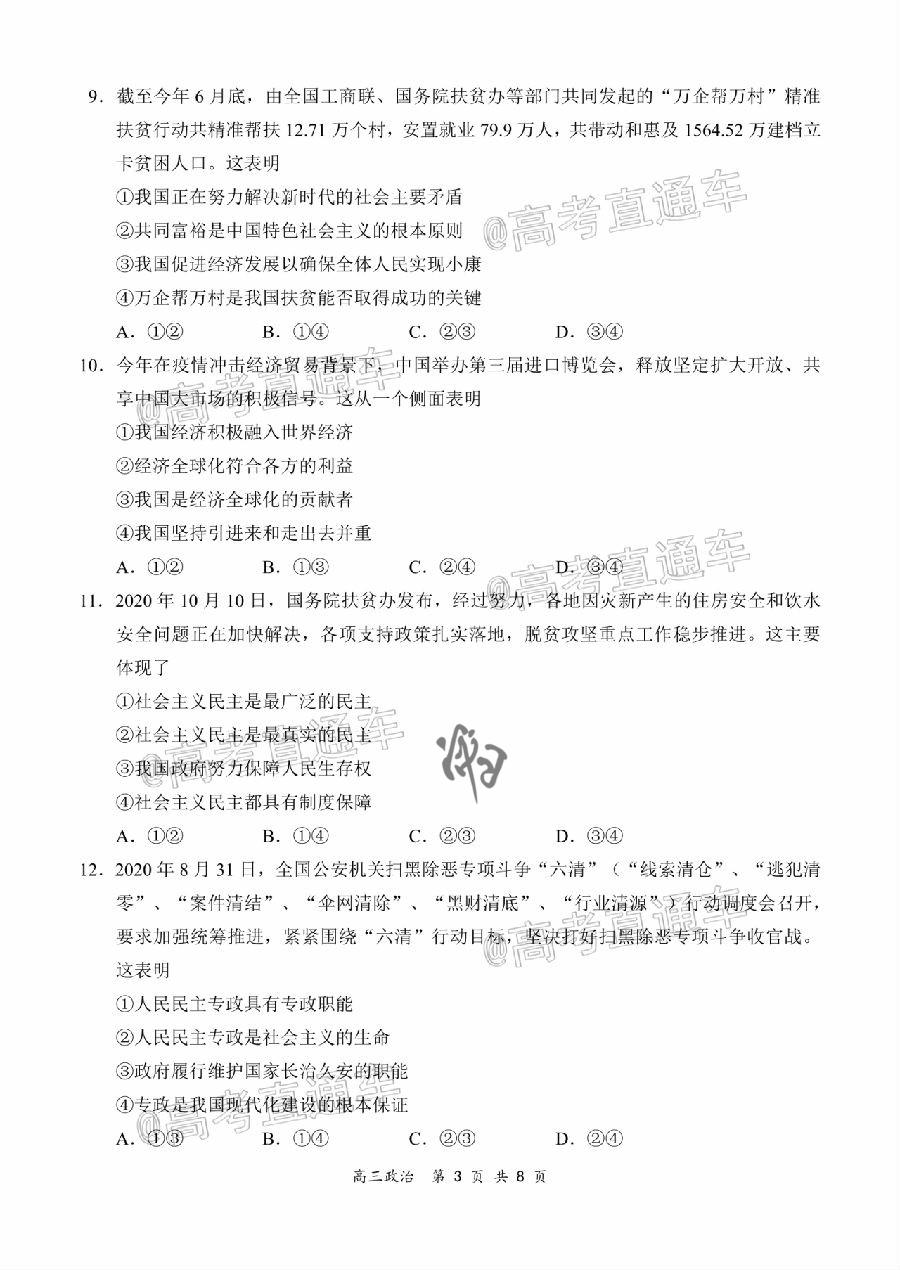 9．截至今年 6 月底，由全国工商联、国务院扶贫办等部门共同发起的“万企帮万村”精准
扶贫行动共精准帮扶 12.71 万个村，安置就业 79.9 万人，共带动和惠及 1564.52 万建档立
卡贫困人口。这表明
①我国正在努力解决新时代的社会主要矛盾
②共同富裕是中国特色社会主义的根本原则
③我国促进经济发展以确保全体人民实现小康
④万企帮万村是我国扶贫能否取得成功的关键
A．①② B．①④ C．②③ D．③④
10．今年在疫情冲击经济贸易背景下，中国举办第三届进口博览会，释放坚定扩大开放、共
享中国大市场的积极信号。这从一个侧面表明
①我国经济积极融入世界经济
②经济全球化符合各方的利益
③我国是经济全球化的贡献者
④我国坚持引进来和走出去并重
A．①② B．①③ C．②④ D．③④
11．2020 年 10 月 10 日，国务院扶贫办发布，经过努力，各地因灾新产生的住房安全和饮水
安全问题正在加快解决，各项支持政策扎实落地，脱贫攻坚重点工作稳步推进。这主要
体现了
①社会主义民主是最广泛的民主
②社会主义民主是最真实的民主
③我国政府努力保障人民生存权
④社会主义民主都具有制度保障
A．①② B．①④ C．②③ D．③④
12．2020 年 8 月 31 日，全国公安机关扫黑除恶专项斗争“六清”（“线索清仓”、“逃犯清
零”、“案件清结”、“伞网清除”、“黑财清底”、“行业清源”）行动调度会召开，
要求加强统筹推进，紧紧围绕“六清”行动目标，坚决打好扫黑除恶专项斗争收官战。
这表明
①人民民主专政具有专政职能
②人民民主专政是社会主义的生命
③政府履行维护国家长治久安的职能
④专政是我国现代化建设的根本保证
A．①③ B．①④ C．②③ D．②④
高三政治 第 3 页 共 8 页
@高考直通车
@高考直通车
@高考直通车
@高考直通车
@高考直通车
@高考直通车